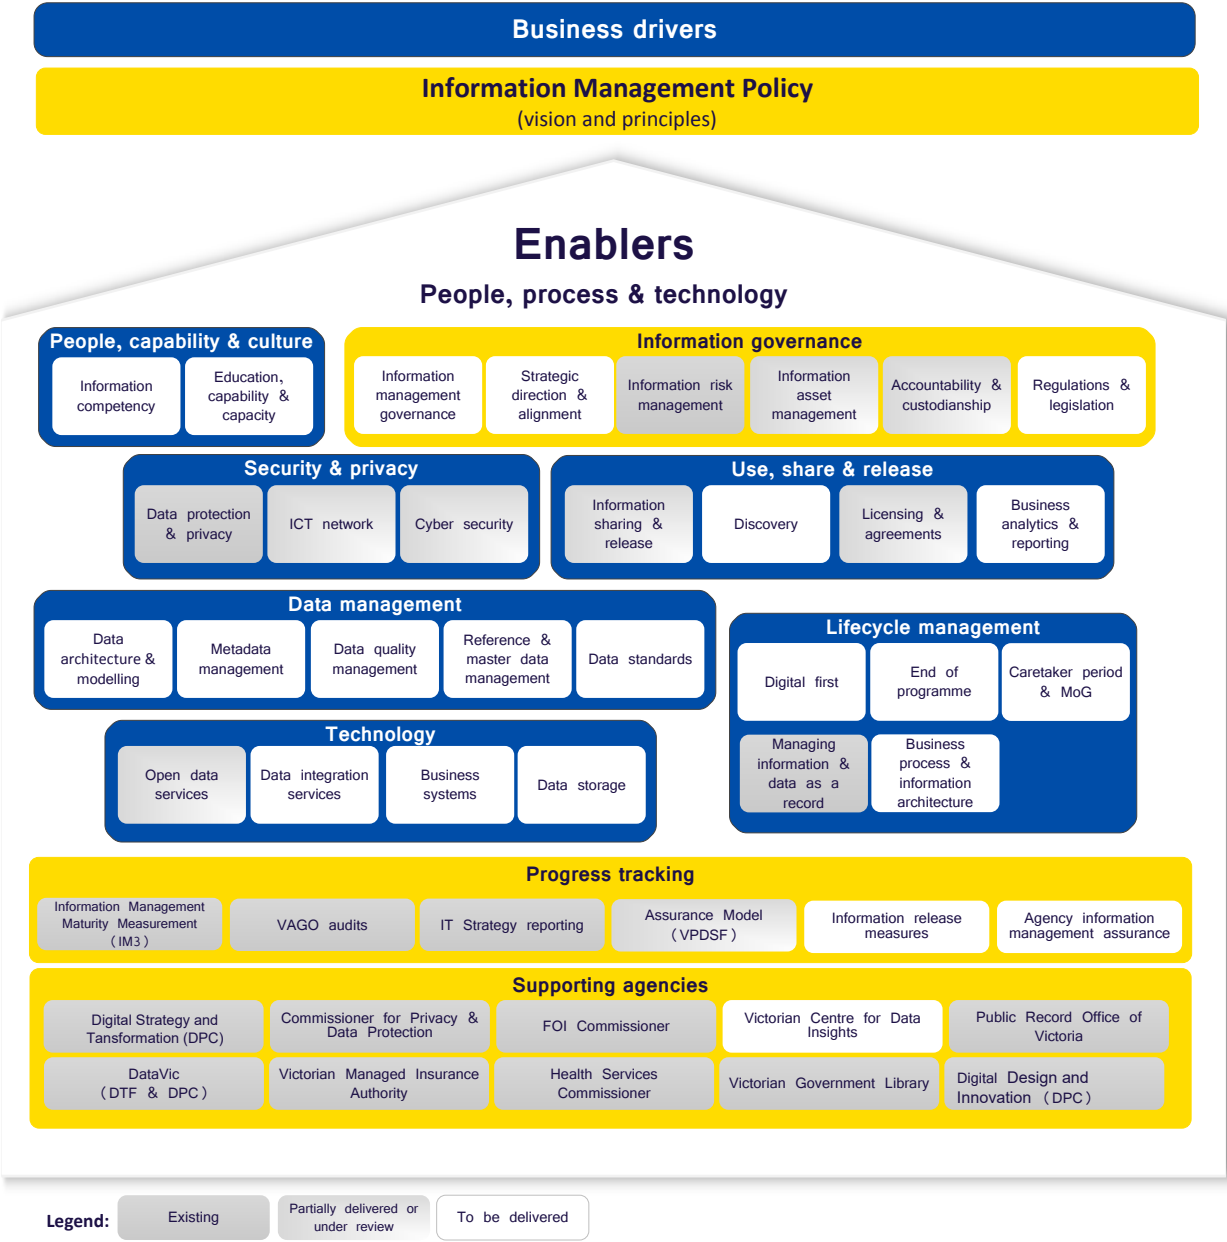 Business drivers
Information Management Policy
(vision and principles)
Enablers
People, process & technology
People, capability & culture
Information
competency
Education,
capability &
capacity
Information governance
Information
management
governance
Strategic
direction &
alignment
Information risk
management
Information
asset
management
Accountability &
custodianship
Regulations &
legislation
Security & privacy
Data protection
& privacy
ICT network
Cyber security
Use, share & release
Information
sharing &
release
Discovery
Licensing &
agreements
Business
analytics &
reporting
Data management
Data
architecture &
modelling
Metadata
management
Data quality
management
Reference &
master data
management
Data standards
Lifecycle management
Digital first
End of
programme
Caretaker period
& MoG
Managing
information &
data as a
record
Business
process &
information
architecture
Technology
Open data
services
Data integration
services
Business
systems
Data storage
Progress tracking
Information Management
Maturity Measurement
(IM3)
VAGO audits
IT Strategy reporting
Assurance Model
(VPDSF)
Information release
measures
Agency information
management assurance
Supporting agencies
Digital Strategy and
Transformation (DPC)
Commissioner for Privacy &
Data Protection
FOI Commissioner
Victorian Centre for Data
Insights
Public Record Office of
Victoria
DataVic
(DTF & DPC)
Victorian Managed Insurance
Authority
Health Services
Commissioner
Victorian Government Library
Digital Design and
Innovation (DPC)
Legend:
Existing
Partially delivered or
under review
To be delivered